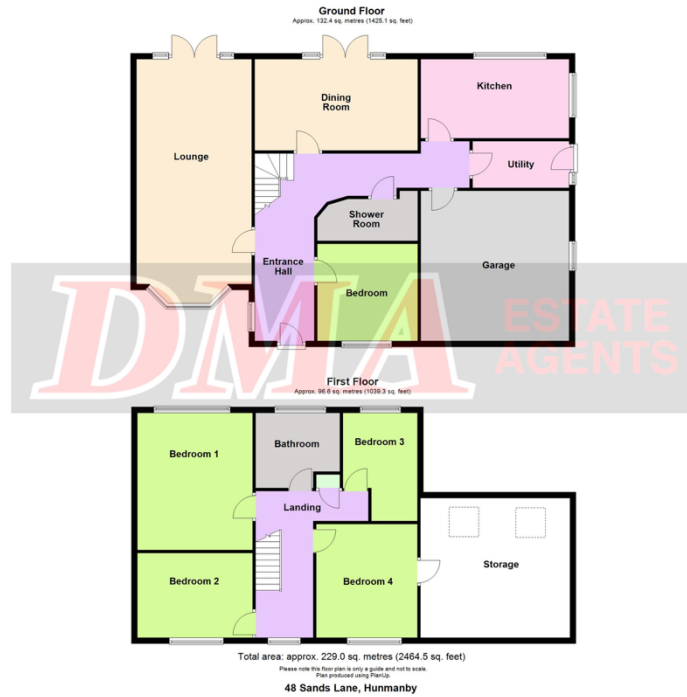 Ground Floor
Approx. 132.4 sq. metres (1425.1 sq. feet)
Lounge
Dining
Room
Kitchen
Utility
Shower
Room
Entrance
Hall
Bedroom
Garage
DMA
ESTATE
AGENTS
First Floor
Approx. 96.6 sq. metres (1039.3 sq. feet)
Bedroom 1
Bathroom
Bedroom 3
Landing
Bedroom 2
Bedroom 4
Storage
Total area: approx. 229.0 sq. metres (2464.5 sq. feet)
Please note this floor plan is only a guide and not to scale.
Plan produced using PlanUp.
48 Sands Lane, Hunmanby